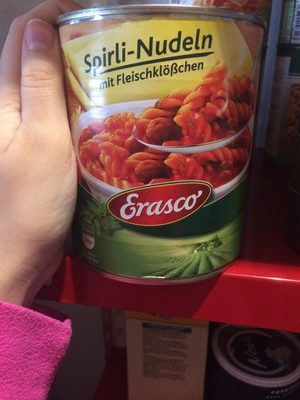 Spirli-Nudeln
mit Fleischklößchen
Erasco